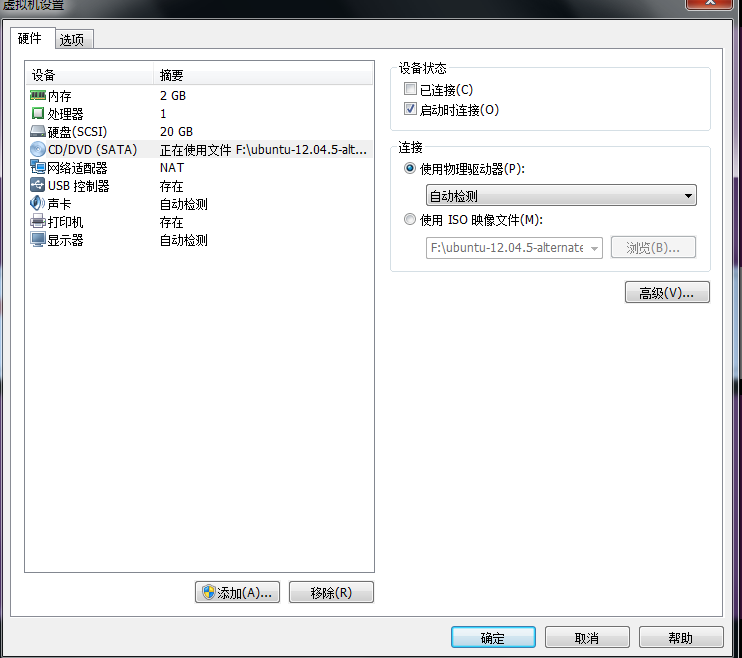 虚拟机设置
硬件 选项
设备 摘要
内存 2 GB
处理器 1
硬盘(SCSI) 20 GB
CD/DVD (SATA) 正在使用文件 F:\ubuntu-12.04.5-alt...
网络适配器 NAT
USB 控制器 存在
声卡 自动检测
打印机 存在
显示器 自动检测
添加(A)... 移除(R)
设备状态
已连接(C)
启动时连接(O)
连接
使用物理驱动器(P):
自动检测
使用 ISO 映像文件(M):
F:\ubuntu-12.04.5-alternate 浏览(B)...
高级(V)...
确定 取消 帮助